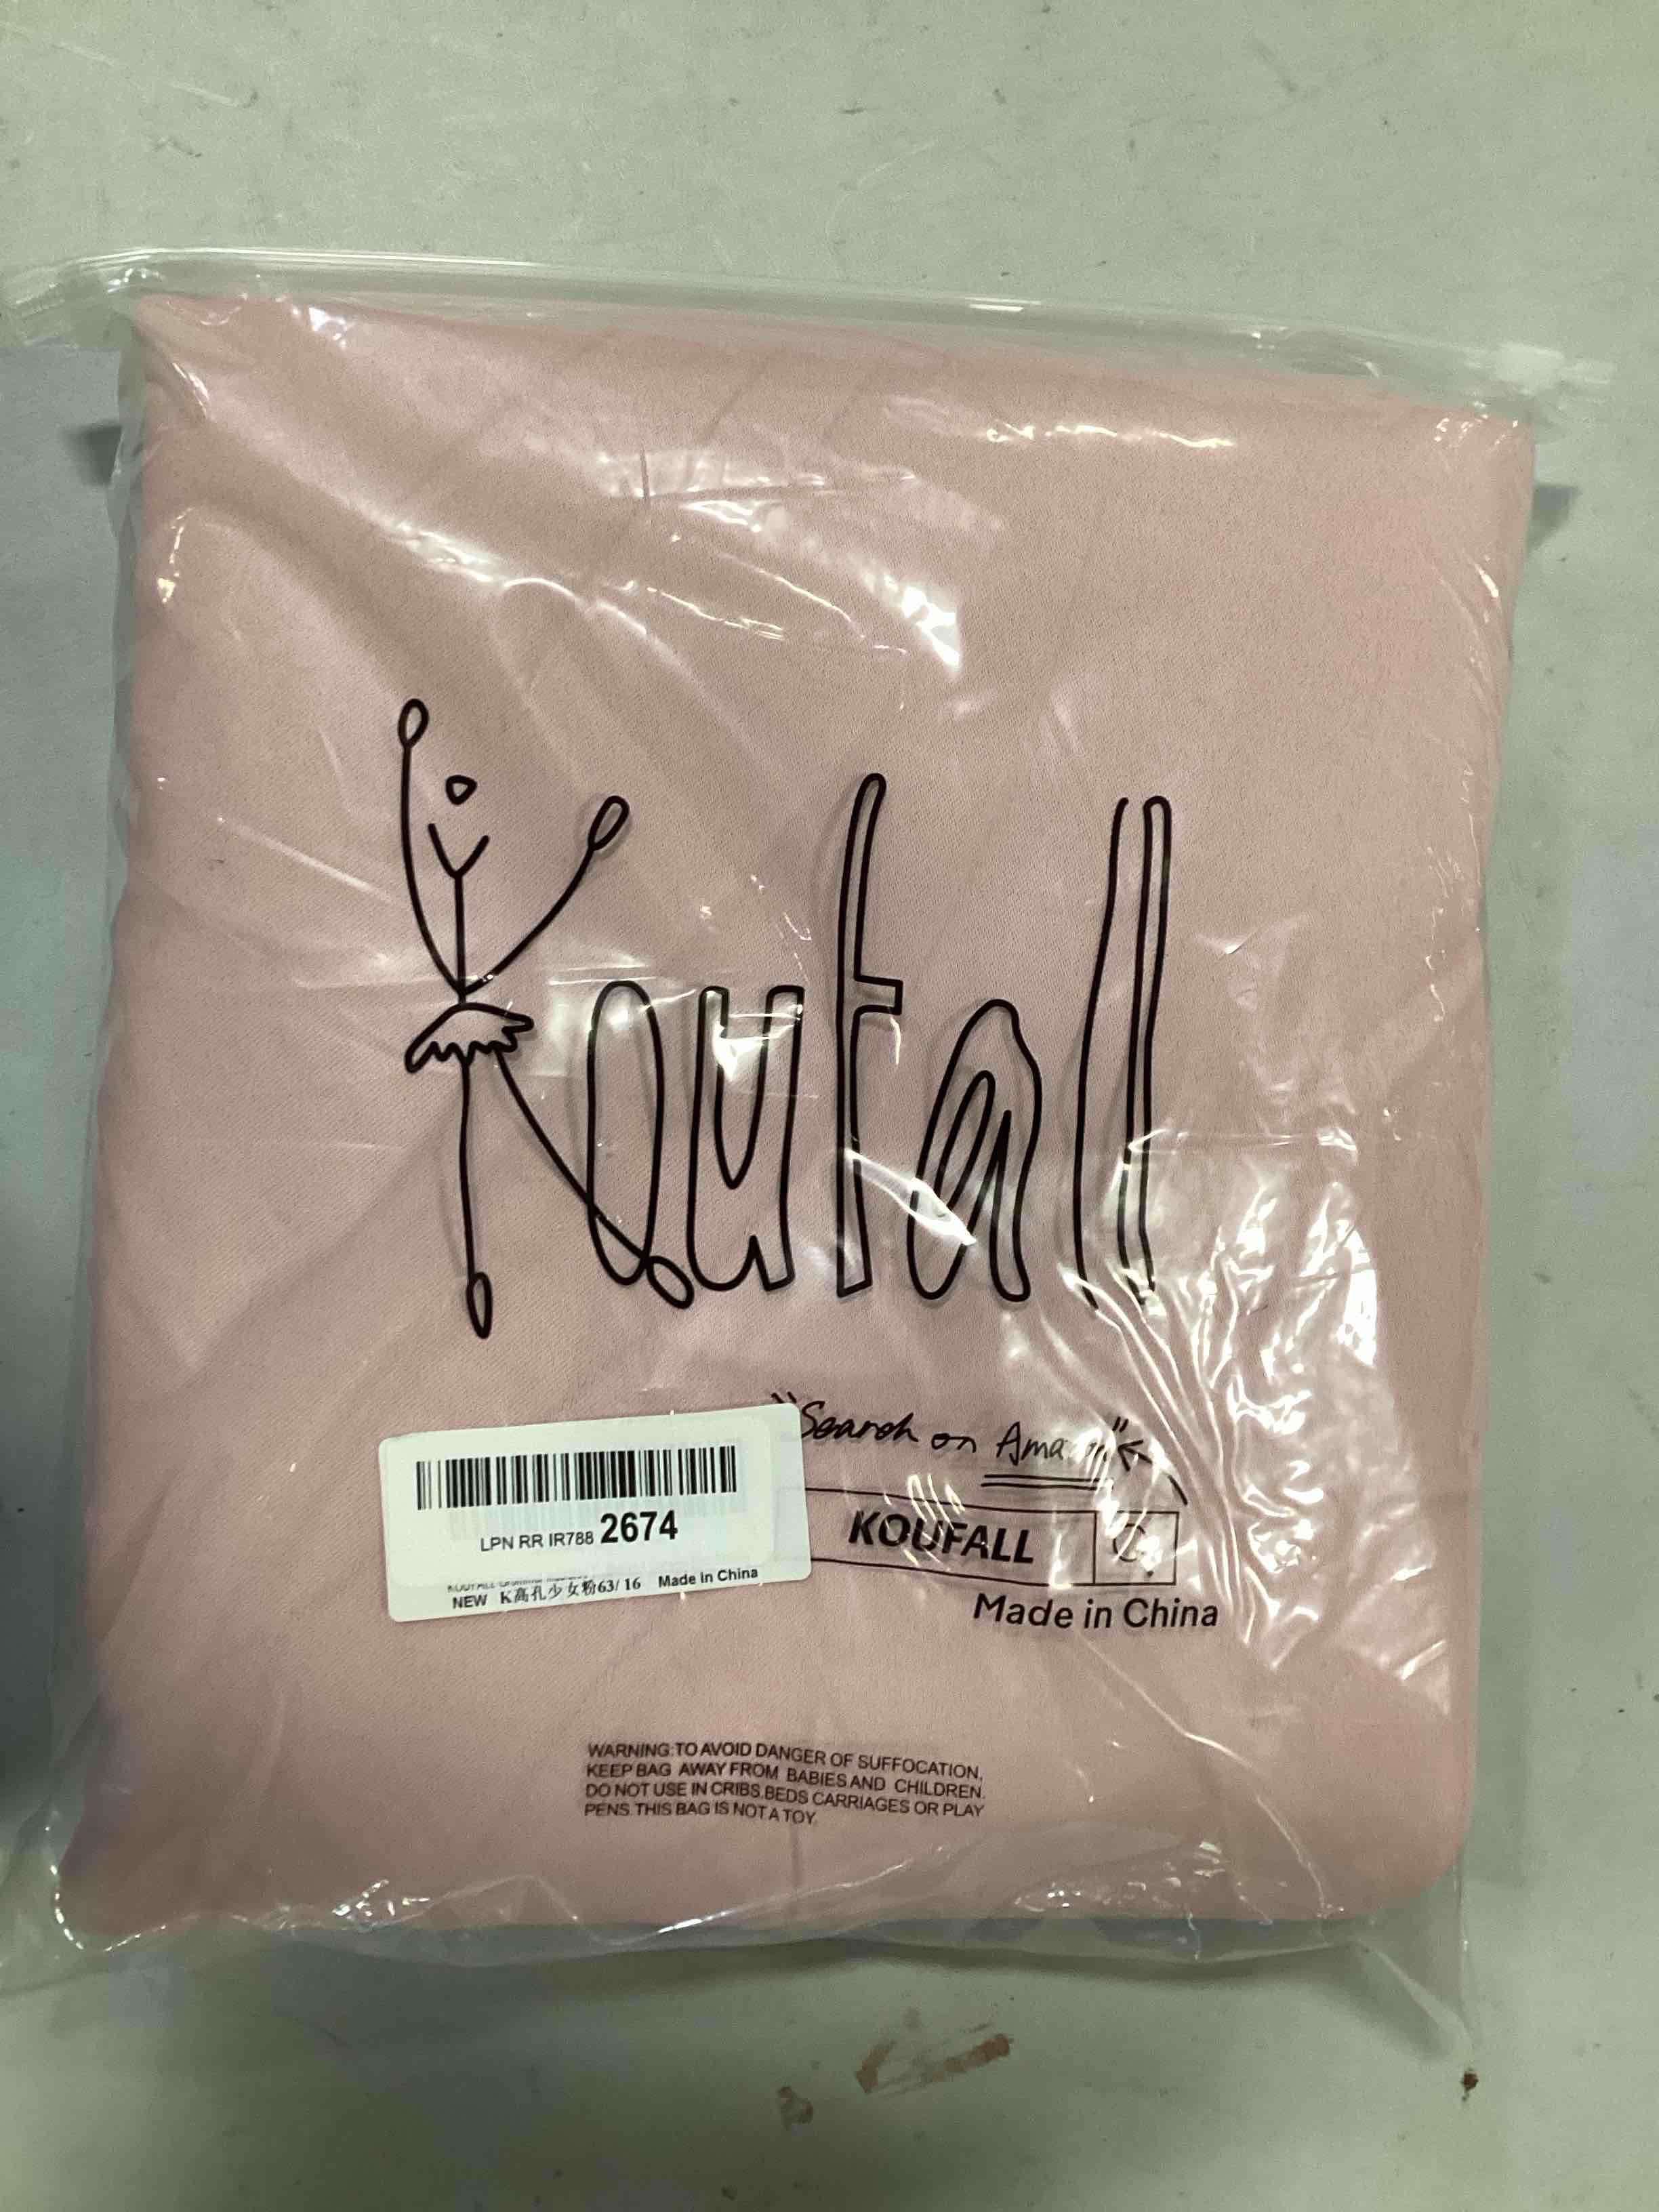 Koufall
"Search on Amazon"
KOUFALL
LPN RR IR788 2674
NEW K高孔少女粉63/16 Made in China
Made in China
WARNING:TO AVOID DANGER OF SUFFOCATION,
KEEP BAG AWAY FROM BABIES AND CHILDREN.
DO NOT USE IN CRIBS.BEDS CARRIAGES OR PLAY
PENS.THIS BAG IS NOT A TOY.